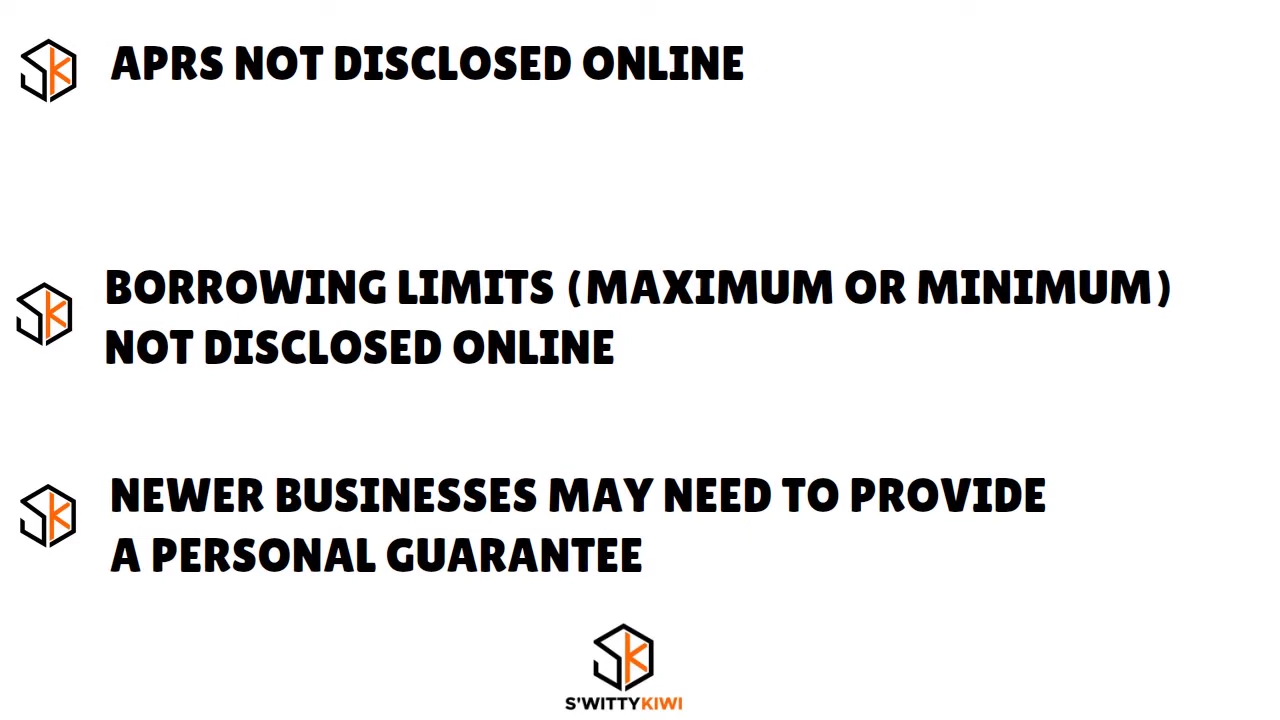 APRS NOT DISCLOSED ONLINE
BORROWING LIMITS (MAXIMUM OR MINIMUM)
NOT DISCLOSED ONLINE
NEWER BUSINESSES MAY NEED TO PROVIDE
A PERSONAL GUARANTEE
S'WITTYKIWI